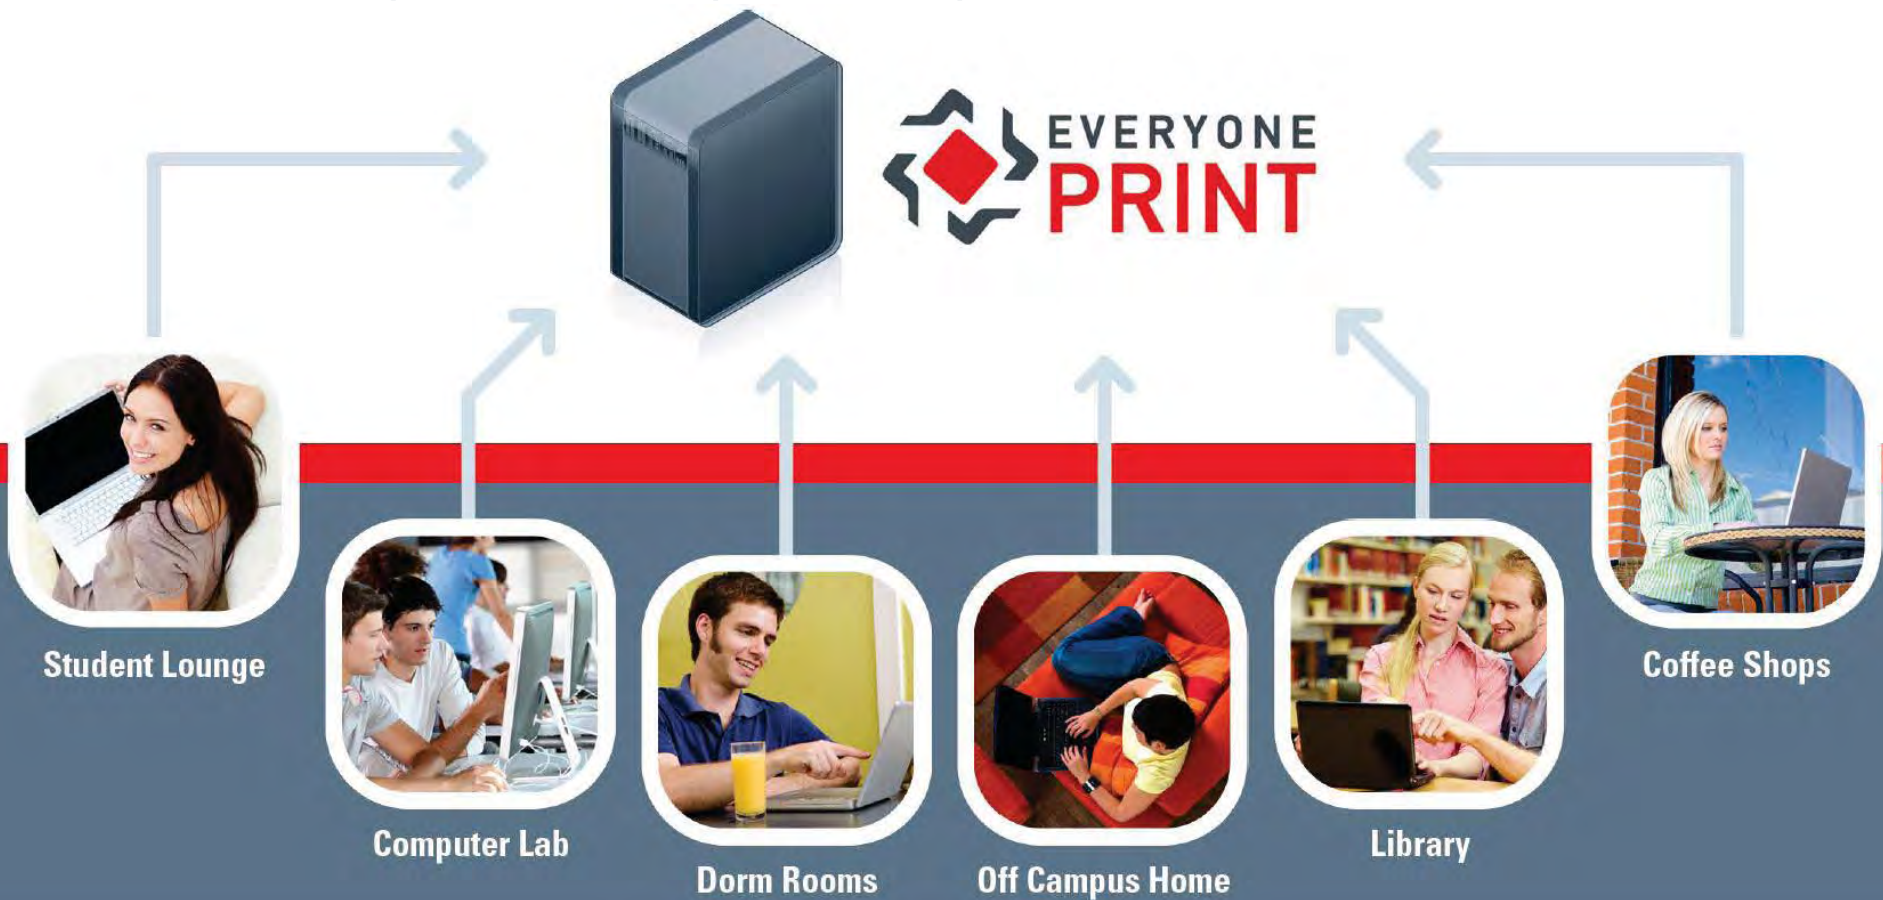 EVERYONE
PRINT
Student Lounge
Computer Lab
Dorm Rooms
Off Campus Home
Library
Coffee Shops